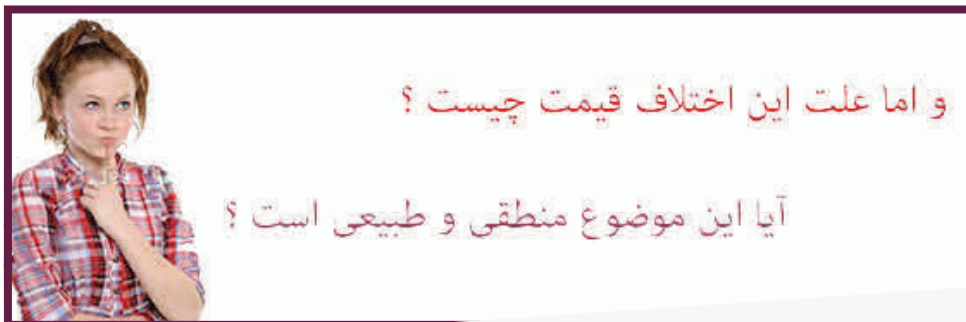 و اما علت این اختلاف قیمت چیست ؟
آیا این موضوع منطقی و طبیعی است ؟